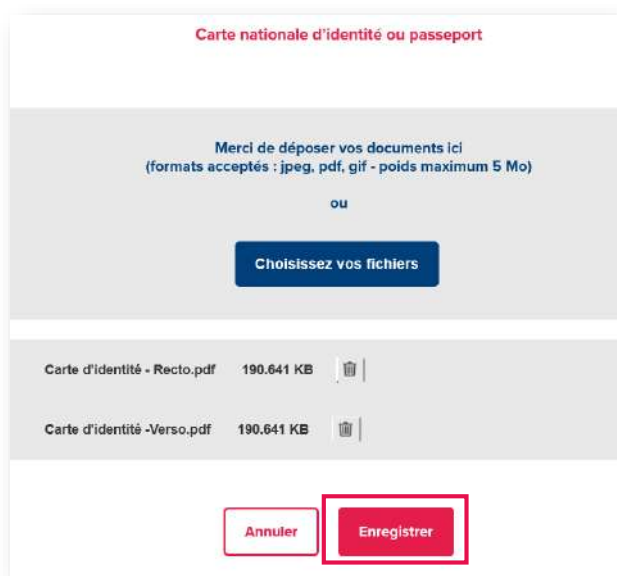 Carte nationale d'identité ou passeport
Merci de déposer vos documents ici
(formats acceptés : jpeg, pdf, gif - poids maximum 5 Mo)
ou
Choisissez vos fichiers
Carte d'identité - Recto.pdf 190.641 KB
Carte d'identité -Verso.pdf 190.641 KB
Annuler Enregistrer